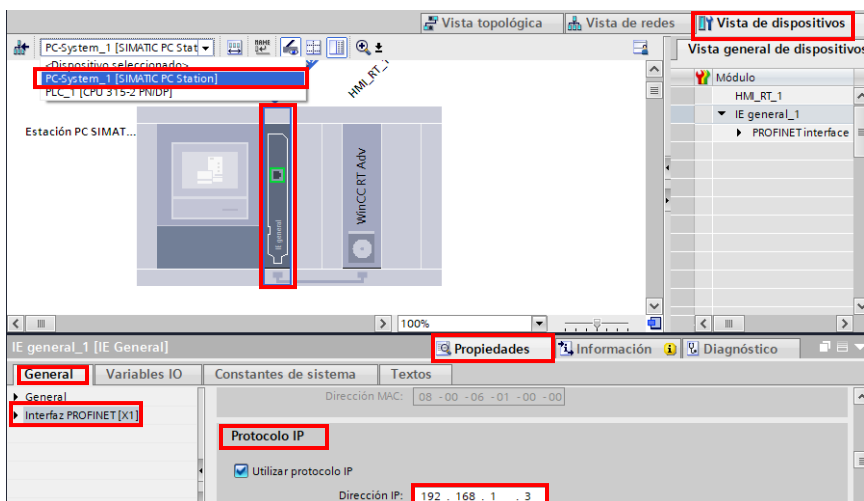 Vista topológica
Vista de redes
Vista de dispositivos
PC-System_1 [SIMATIC PC Stat
Vista general de dispositivos
<Dispositivo seleccionado>
PC-System_1 [SIMATIC PC Station]
PLC_1 [CPU 315-2 PN/DP]
HMI_RT_1
Módulo
HMI_RT_1
IE general_1
PROFINET interface
Estación PC SIMAT...
IE general
WinCC RT Adv
100%
IE general_1 [IE General]
Propiedades
Información
Diagnóstico
General
Variables IO
Constantes de sistema
Textos
General
Interfaz PROFINET [X1]
Dirección MAC: 08 -00 -06 -01 -00 -00
Protocolo IP
Utilizar protocolo IP
Dirección IP: 192 . 168 . 1 . 3